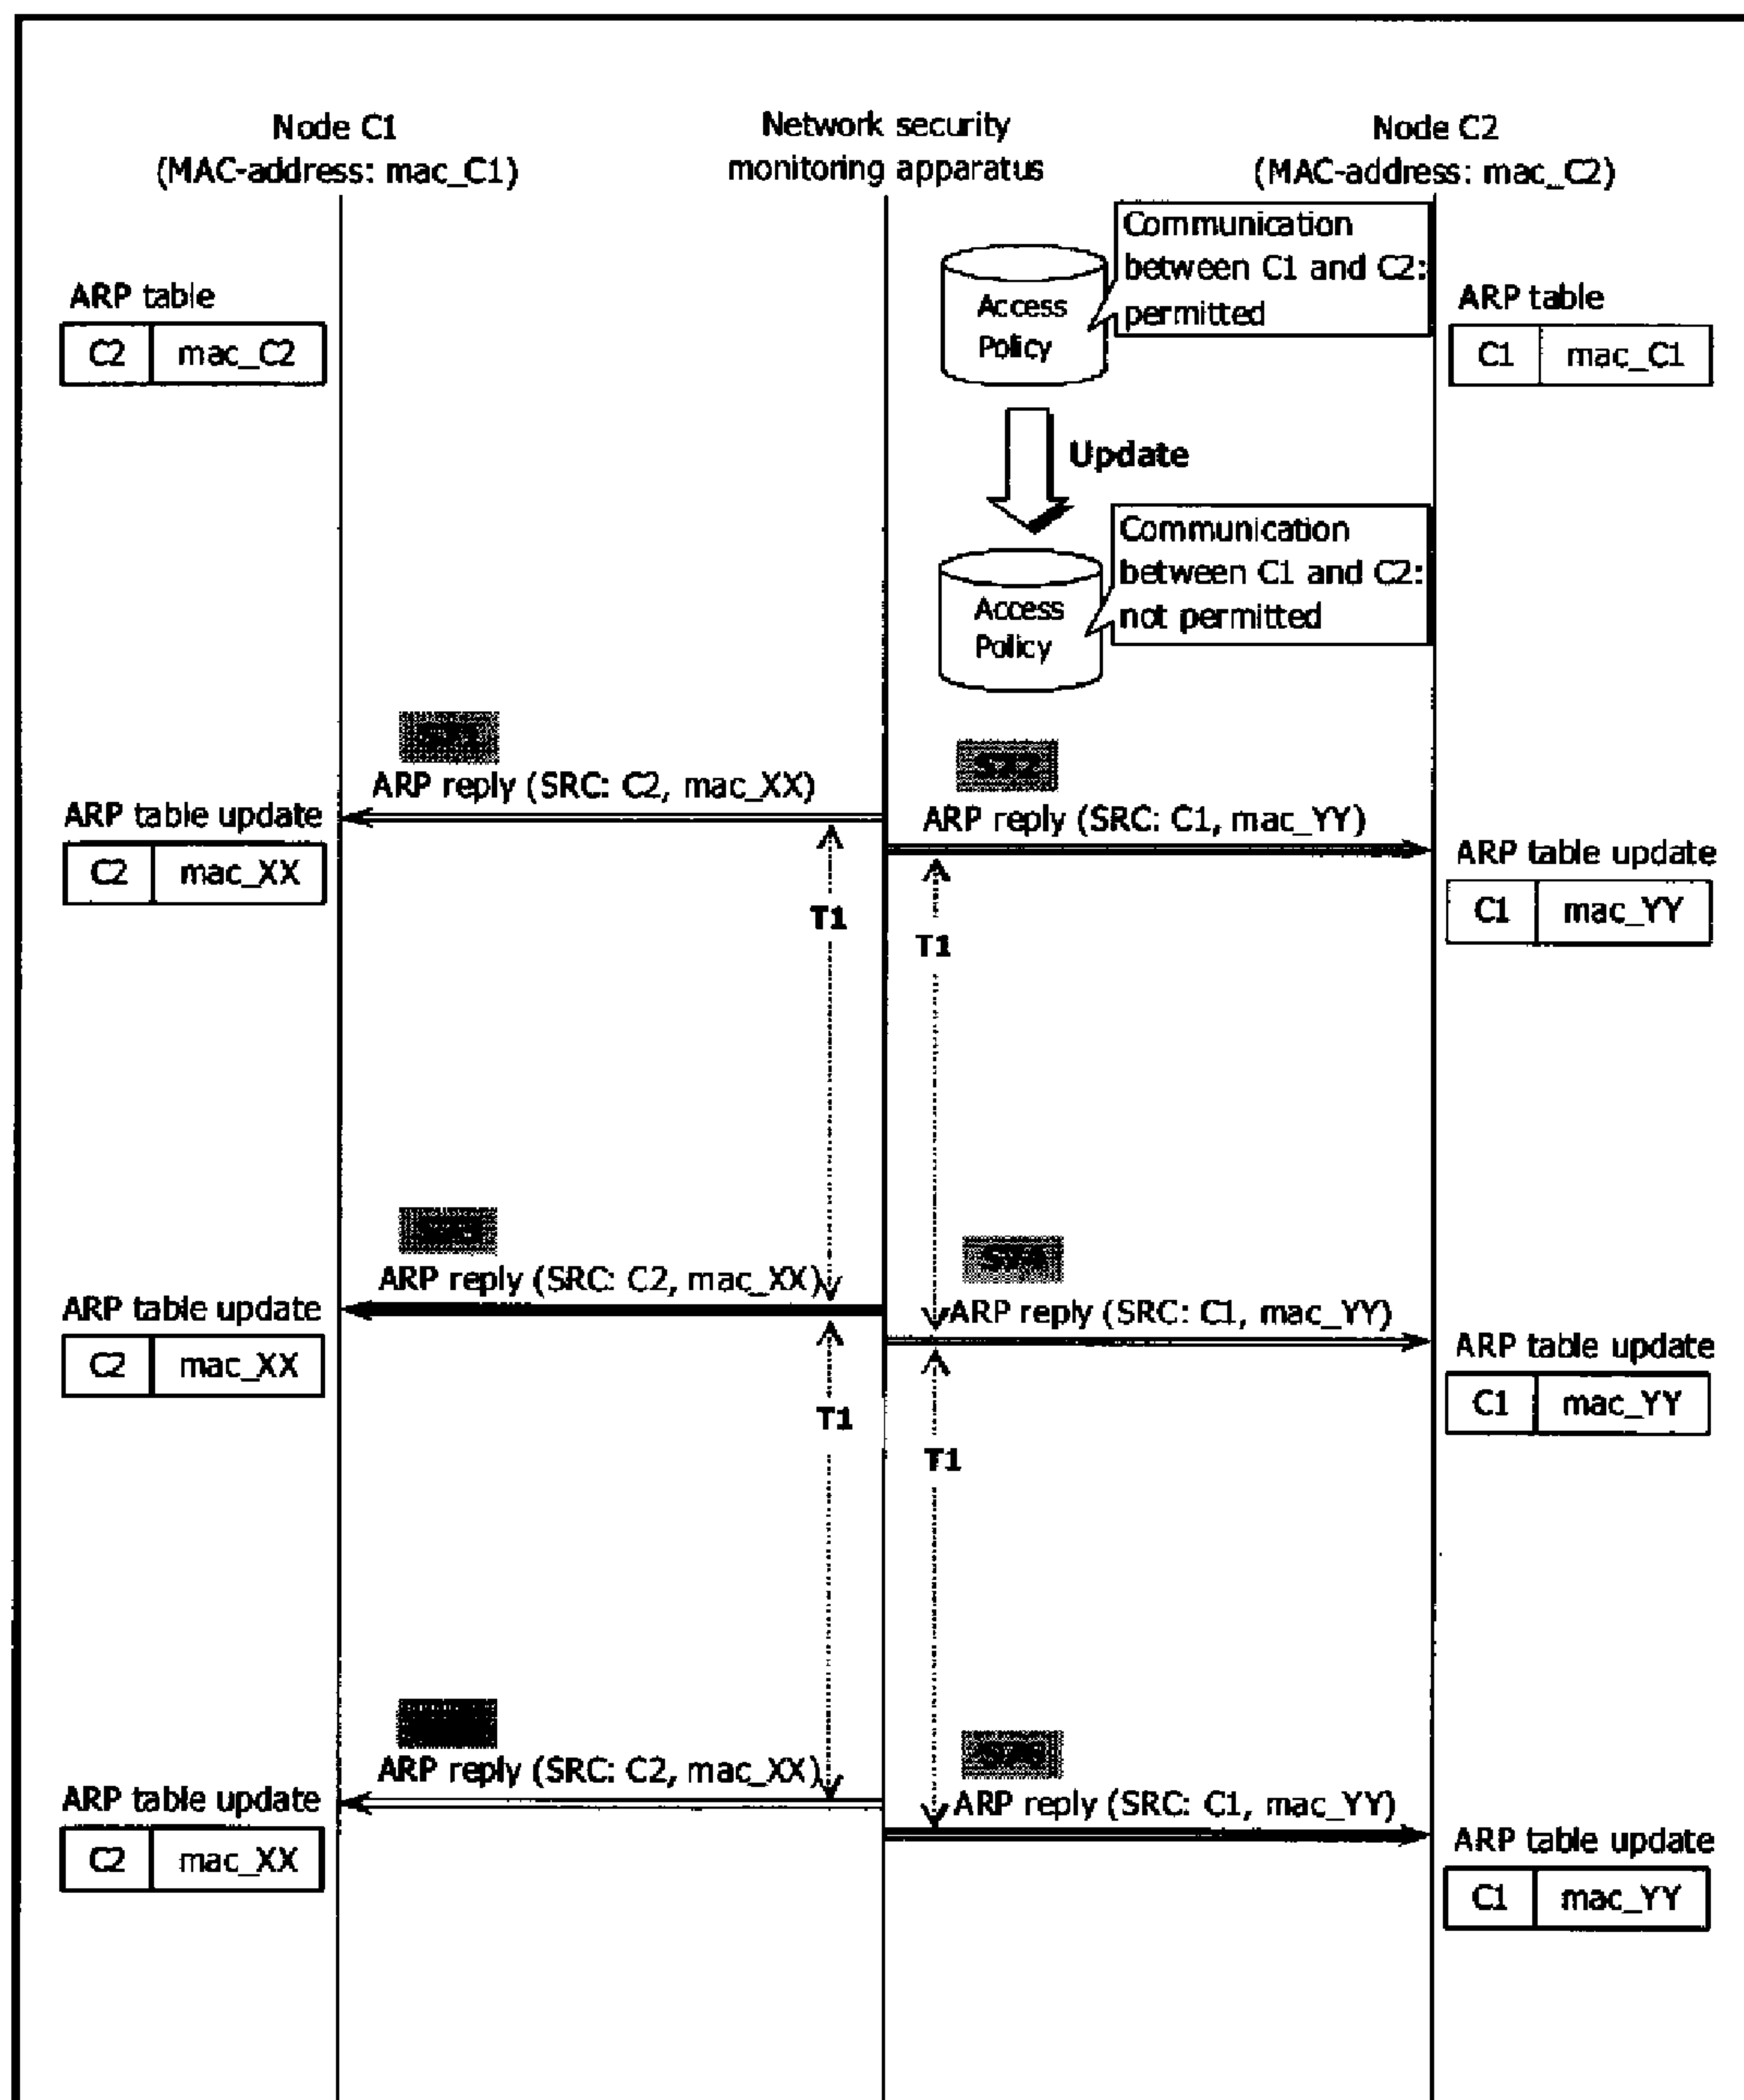 Node C1
(MAC-address: mac_C1)
Network security
monitoring apparatus
Node C2
(MAC-address: mac_C2)
Communication
between C1 and C2:
permitted
Access
Policy
ARP table
C2 mac_C2
ARP table
C1 mac_C1
Update
Communication
between C1 and C2:
not permitted
Access
Policy
ARP reply (SRC: C2, mac_XX)
ARP table update
C2 mac_XX
ARP reply (SRC: C1, mac_YY)
ARP table update
C1 mac_YY
T1
T1
ARP reply (SRC: C2, mac_XX)
ARP table update
C2 mac_XX
S74
ARP reply (SRC: C1, mac_YY)
ARP table update
C1 mac_YY
T1
T1
ARP reply (SRC: C2, mac_XX)
ARP table update
C2 mac_XX
ARP reply (SRC: C1, mac_YY)
ARP table update
C1 mac_YY